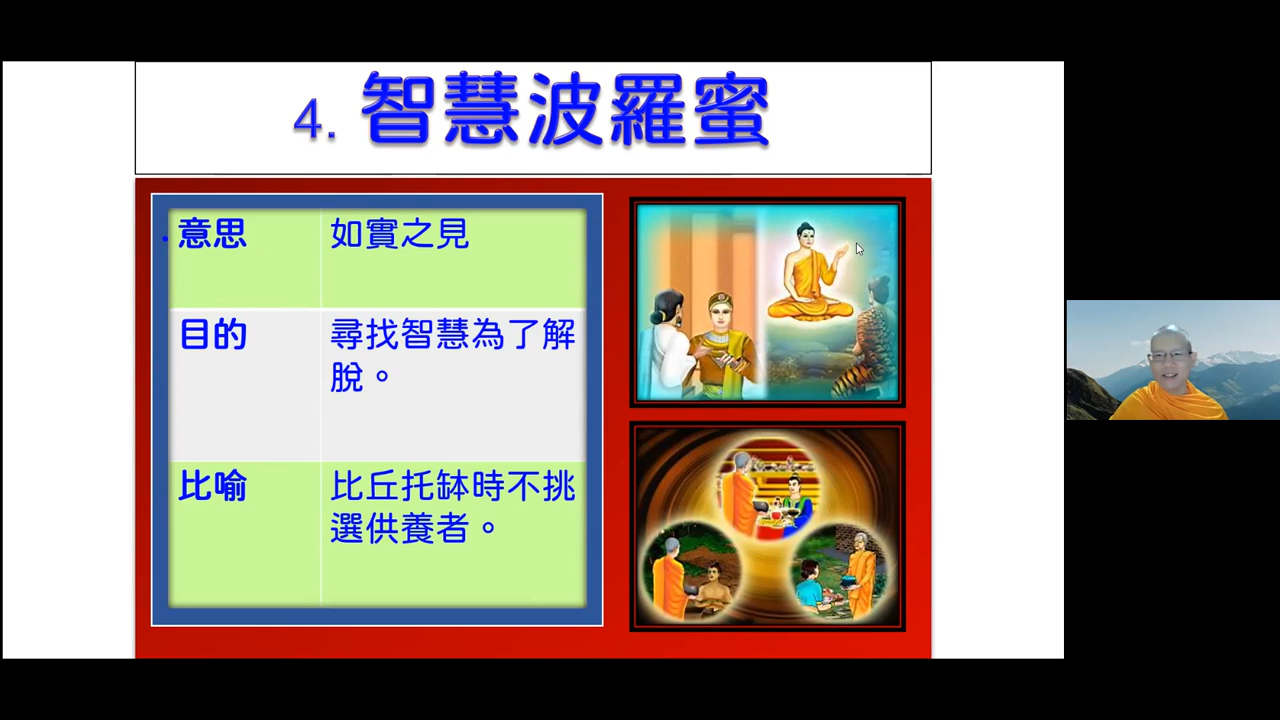 4. 智慧波羅蜜
意思
如實之見
目的
尋找智慧為了解
脫。
比喻
比丘托缽時不挑
選供養者。